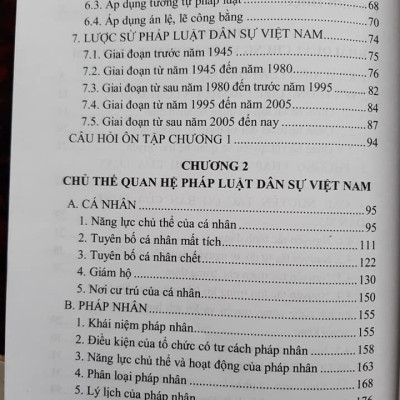 6.3. Áp dụng tương tự pháp luật ........ 68
6.4. Áp dụng án lệ, lẽ công bằng ........ 70
7. LƯỢC SỬ PHÁP LUẬT DÂN SỰ VIỆT NAM ........ 74
7.1. Giai đoạn trước năm 1945 ........ 75
7.2. Giai đoạn từ năm 1945 đến năm 1980 ........ 76
7.3. Giai đoạn từ sau năm 1980 đến trước năm 1995 ........ 82
7.4. Giai đoạn từ năm 1995 đến năm 2005 ........ 84
7.5. Giai đoạn từ sau năm 2005 đến nay ........ 87
CÂU HỎI ÔN TẬP CHƯƠNG 1 ........ 94
CHƯƠNG 2
CHỦ THỂ QUAN HỆ PHÁP LUẬT DÂN SỰ VIỆT NAM
A. CÁ NHÂN ........ 95
1. Năng lực chủ thể của cá nhân ........ 95
2. Tuyên bố cá nhân mất tích ........ 111
3. Tuyên bố cá nhân chết ........ 122
4. Giám hộ ........ 130
5. Nơi cư trú của cá nhân ........ 150
B. PHÁP NHÂN ........ 155
1. Khái niệm pháp nhân ........ 155
2. Điều kiện của tổ chức có tư cách pháp nhân ........ 158
3. Năng lực chủ thể và hoạt động của pháp nhân ........ 163
4. Phân loại pháp nhân ........ 168
5. Lý lịch của pháp nhân ........